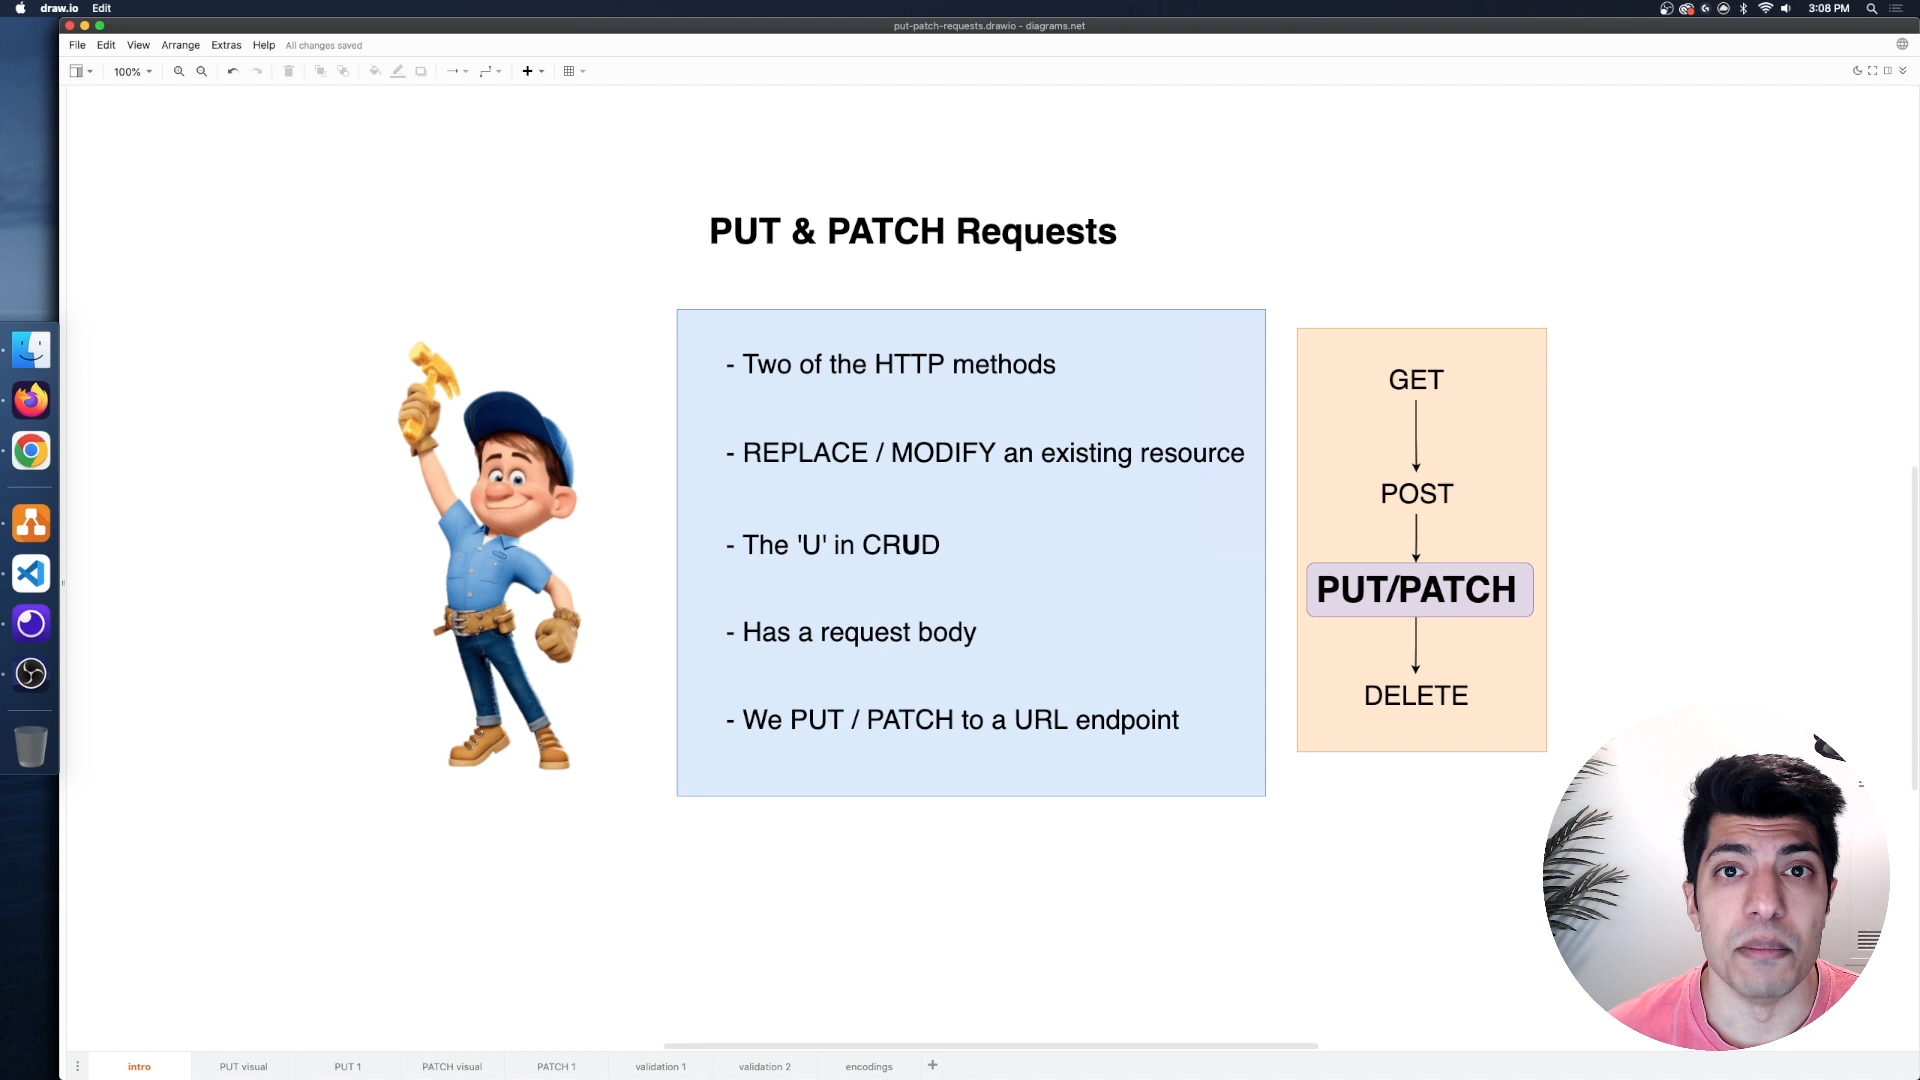 draw.io Edit
3:08 PM
put-patch-requests.drawio - diagrams.net
File Edit View Arrange Extras Help All changes saved
100%
PUT & PATCH Requests
- Two of the HTTP methods
- REPLACE / MODIFY an existing resource
- The 'U' in CRUD
- Has a request body
- We PUT / PATCH to a URL endpoint
GET
POST
PUT/PATCH
DELETE
intro PUT visual PUT 1 PATCH visual PATCH 1 validation 1 validation 2 encodings